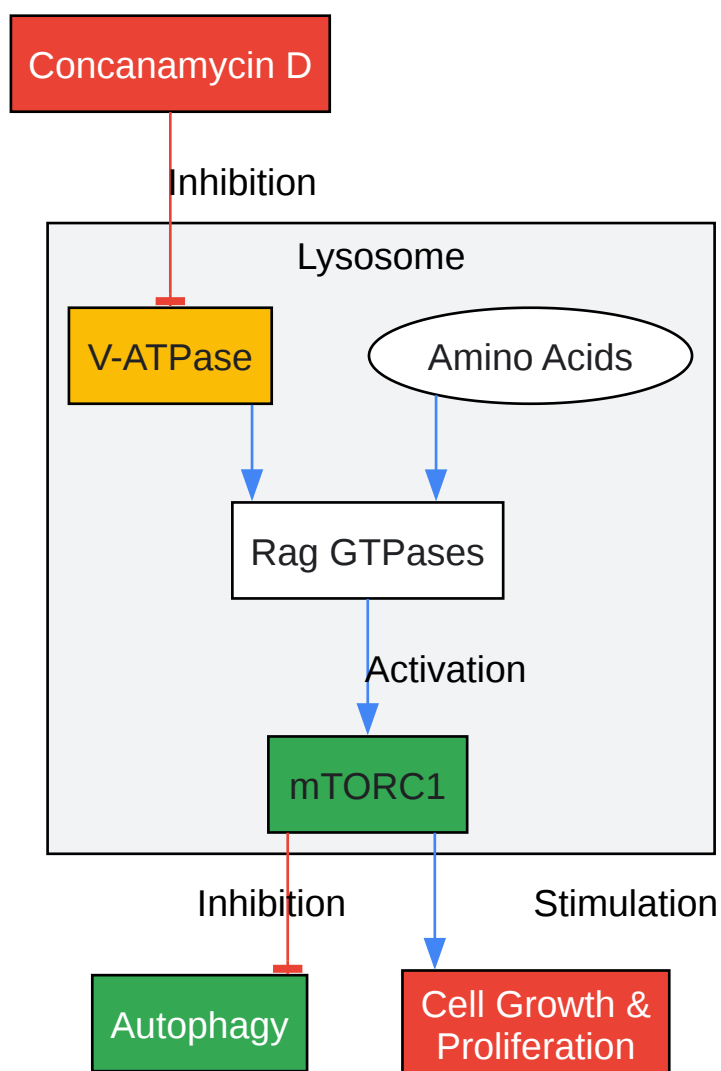 Concanamycin D
Inhibition
Lysosome
V-ATPase
Amino Acids
Rag GTPases
Activation
mTORC1
Inhibition
Stimulation
Autophagy
Cell Growth &
Proliferation